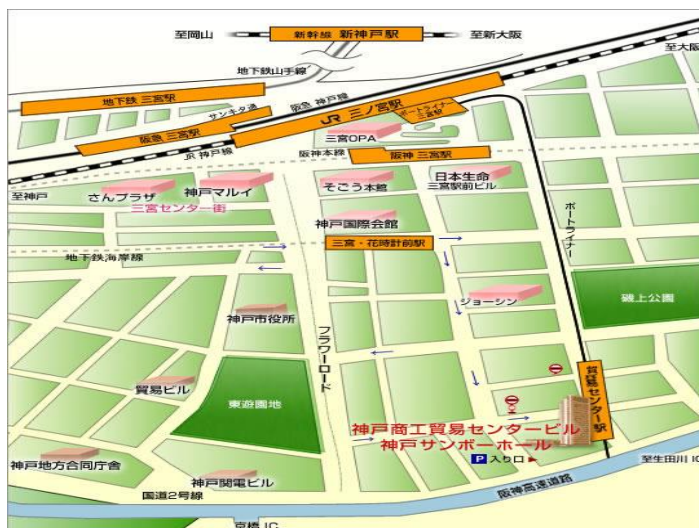 至岡山
新幹線 新神戸駅
至新大阪
至大阪
地下鉄山手線
地下鉄 三宮駅
サンキタ通
阪急 神戸線
阪急 三宮駅
JR 三ノ宮駅
ポートライナー
三宮駅
三宮OPA
JR 神戸線
阪神本線
阪神 三宮駅
至神戸
さんプラザ
神戸マルイ
そごう本館
日本生命
三宮駅前ビル
三宮センター街
神戸国際会館
ポートライナー
三宮・花時計前駅
地下鉄海岸線
ジョーシン
磯上公園
神戸市役所
フラワーロード
貿易ビル
東遊園地
貿易センター駅
神戸商工貿易センタービル
神戸サンボーホール
P 入り口
神戸地方合同庁舎
神戸関電ビル
至生田川IC
国道2号線
阪神高速道路
京橋IC